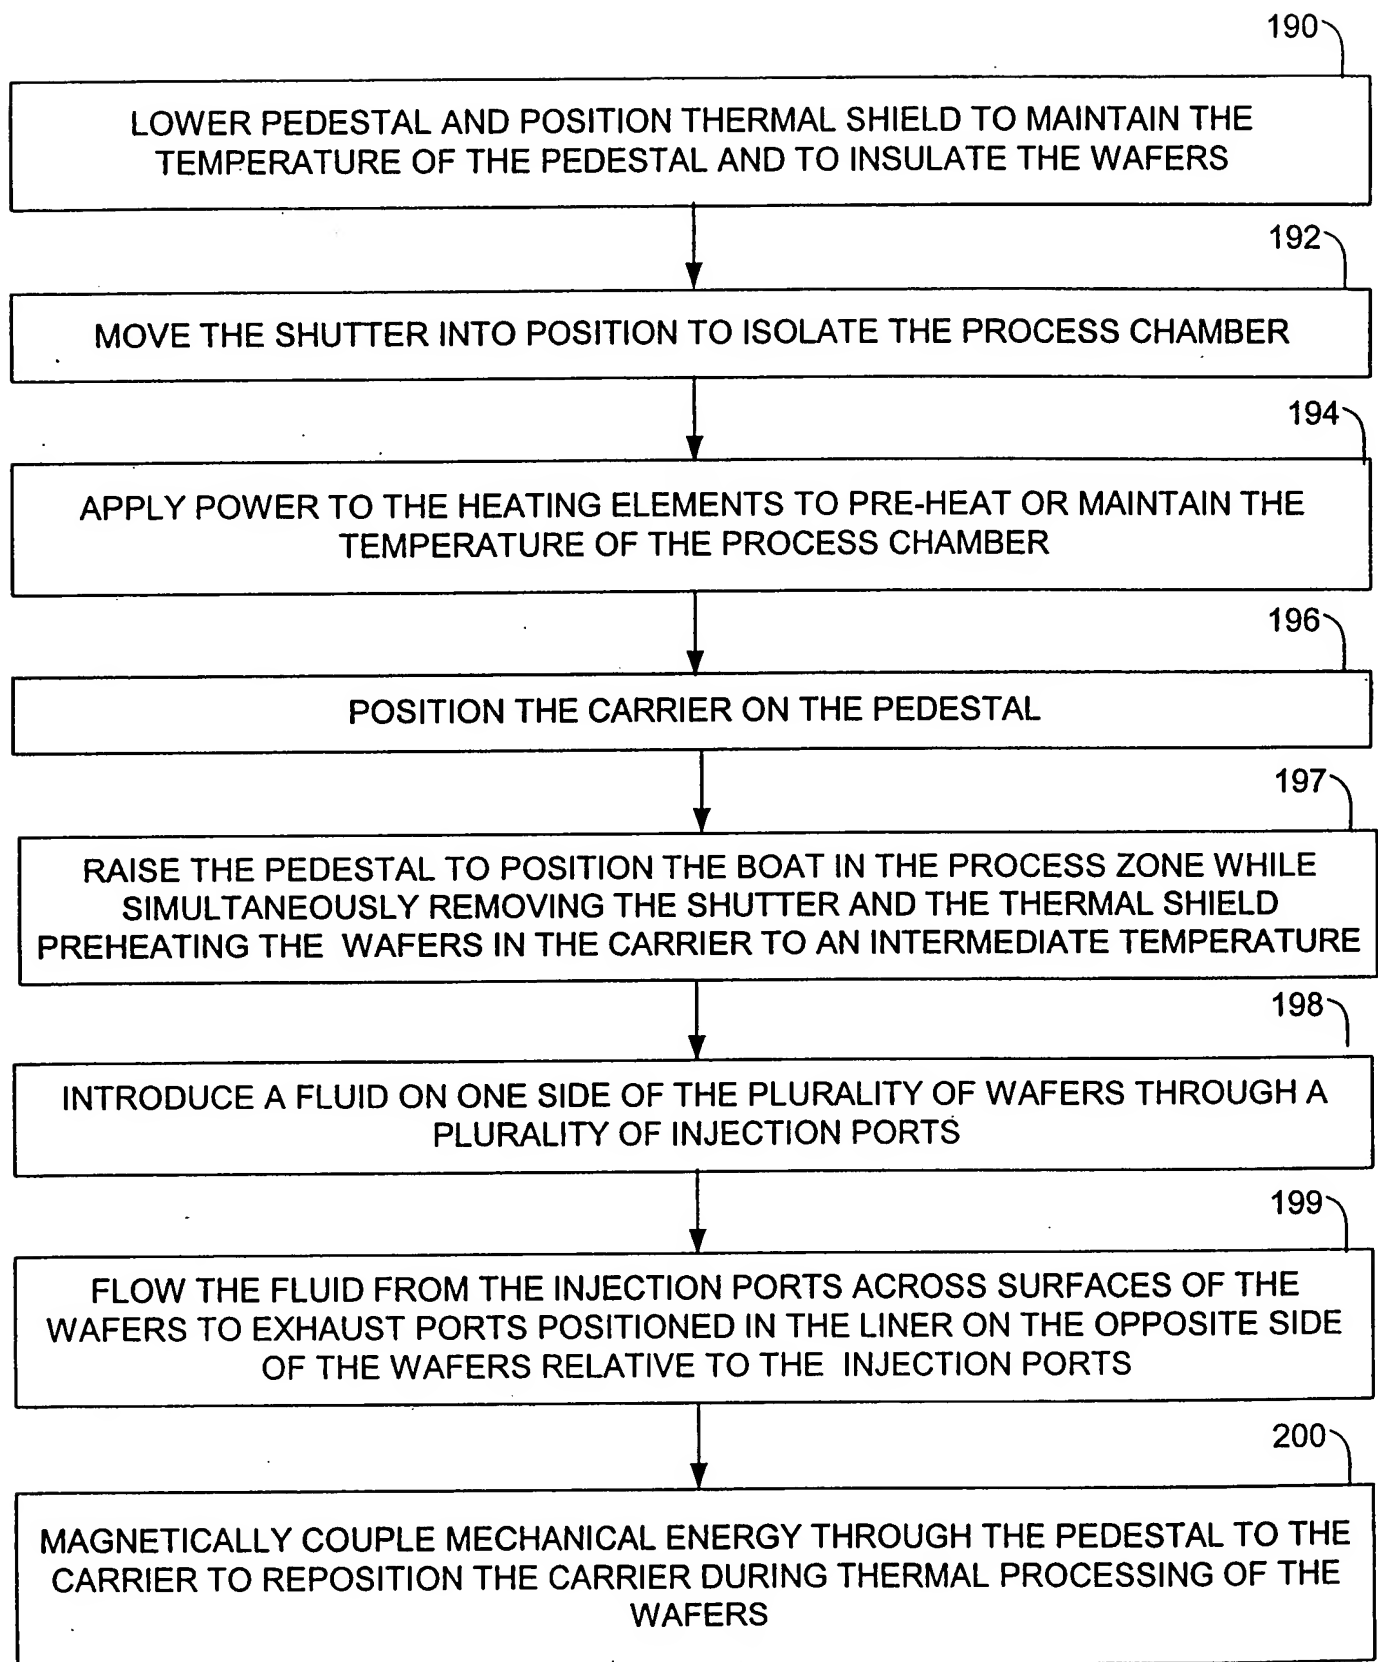 190
LOWER PEDESTAL AND POSITION THERMAL SHIELD TO MAINTAIN THE
TEMPERATURE OF THE PEDESTAL AND TO INSULATE THE WAFERS
192
MOVE THE SHUTTER INTO POSITION TO ISOLATE THE PROCESS CHAMBER
194
APPLY POWER TO THE HEATING ELEMENTS TO PRE-HEAT OR MAINTAIN THE
TEMPERATURE OF THE PROCESS CHAMBER
196
POSITION THE CARRIER ON THE PEDESTAL
197
RAISE THE PEDESTAL TO POSITION THE BOAT IN THE PROCESS ZONE WHILE
SIMULTANEOUSLY REMOVING THE SHUTTER AND THE THERMAL SHIELD
PREHEATING THE WAFERS IN THE CARRIER TO AN INTERMEDIATE TEMPERATURE
198
INTRODUCE A FLUID ON ONE SIDE OF THE PLURALITY OF WAFERS THROUGH A
PLURALITY OF INJECTION PORTS
199
FLOW THE FLUID FROM THE INJECTION PORTS ACROSS SURFACES OF THE
WAFERS TO EXHAUST PORTS POSITIONED IN THE LINER ON THE OPPOSITE SIDE
OF THE WAFERS RELATIVE TO THE INJECTION PORTS
200
MAGNETICALLY COUPLE MECHANICAL ENERGY THROUGH THE PEDESTAL TO THE
CARRIER TO REPOSITION THE CARRIER DURING THERMAL PROCESSING OF THE
WAFERS